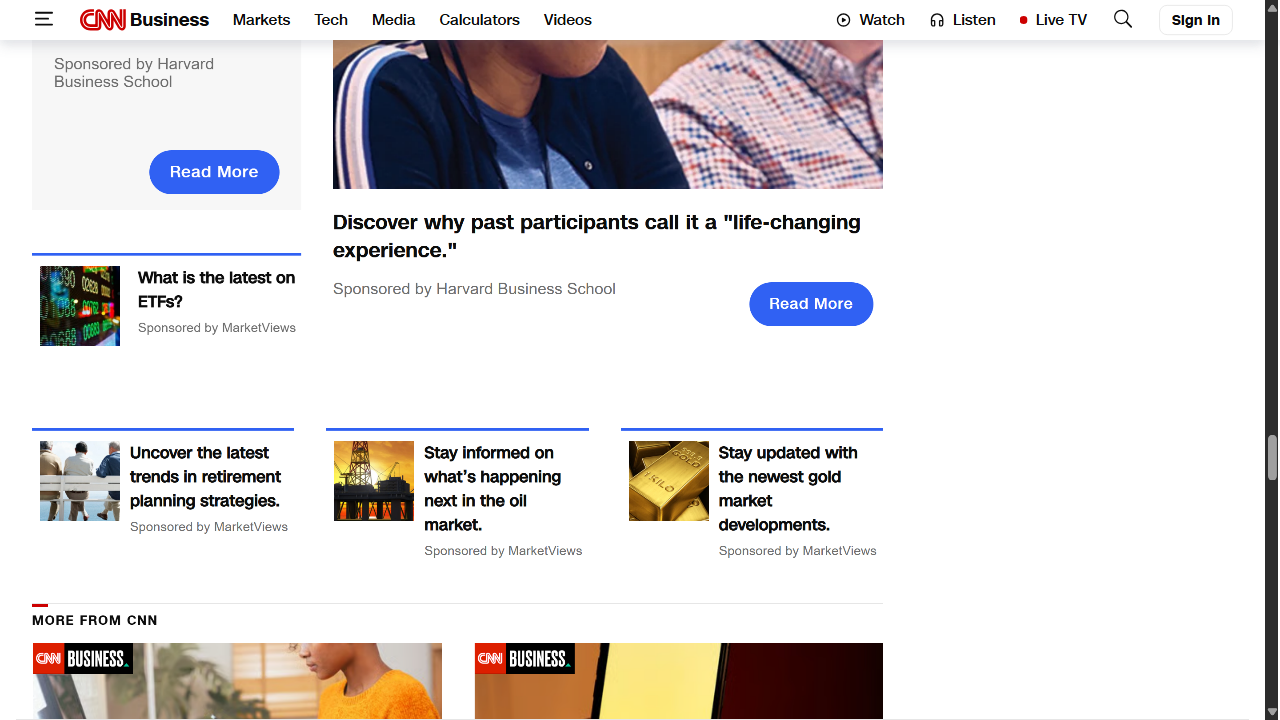 CNN Business
Markets
Tech
Media
Calculators
Videos
Watch
Listen
Live TV
Sign In
Sponsored by Harvard
Business School
Read More
Discover why past participants call it a "life-changing
experience."
Sponsored by Harvard Business School
Read More
What is the latest on
ETFs?
Sponsored by MarketViews
Uncover the latest
trends in retirement
planning strategies.
Sponsored by MarketViews
Stay informed on
what’s happening
next in the oil
market.
Sponsored by MarketViews
Stay updated with
the newest gold
market
developments.
Sponsored by MarketViews
MORE FROM CNN
CNN BUSINESS
CNN BUSINESS